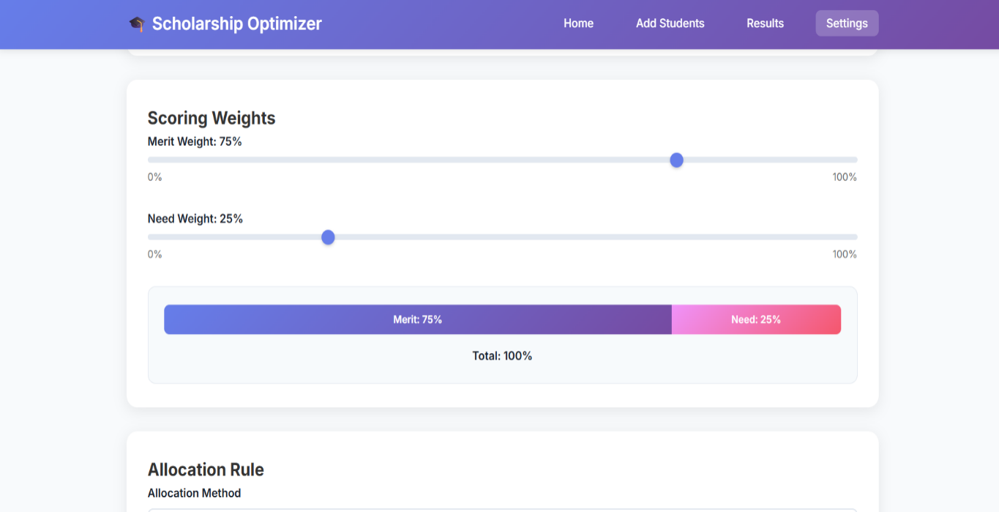 Scholarship Optimizer
Home Add Students Results Settings
Scoring Weights
Merit Weight: 75%
0% 100%
Need Weight: 25%
0% 100%
Merit: 75% Need: 25%
Total: 100%
Allocation Rule
Allocation Method